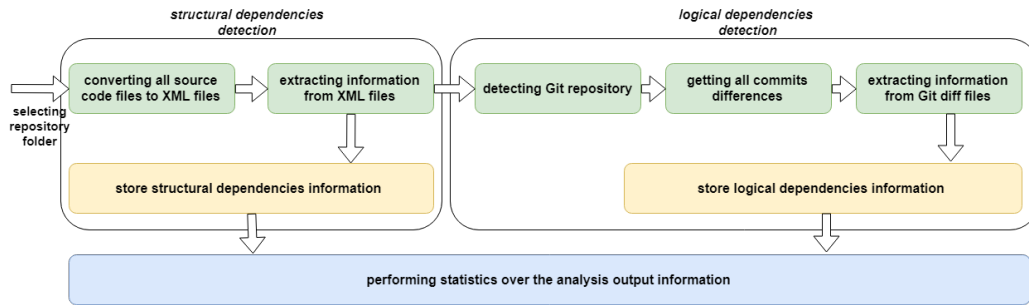 structural dependencies
detection
logical dependencies
detection
selecting
repository
folder
converting all source
code files to XML files
extracting information
from XML files
detecting Git repository
getting all commits
differences
extracting information
from Git diff files
store structural dependencies information
store logical dependencies information
performing statistics over the analysis output information